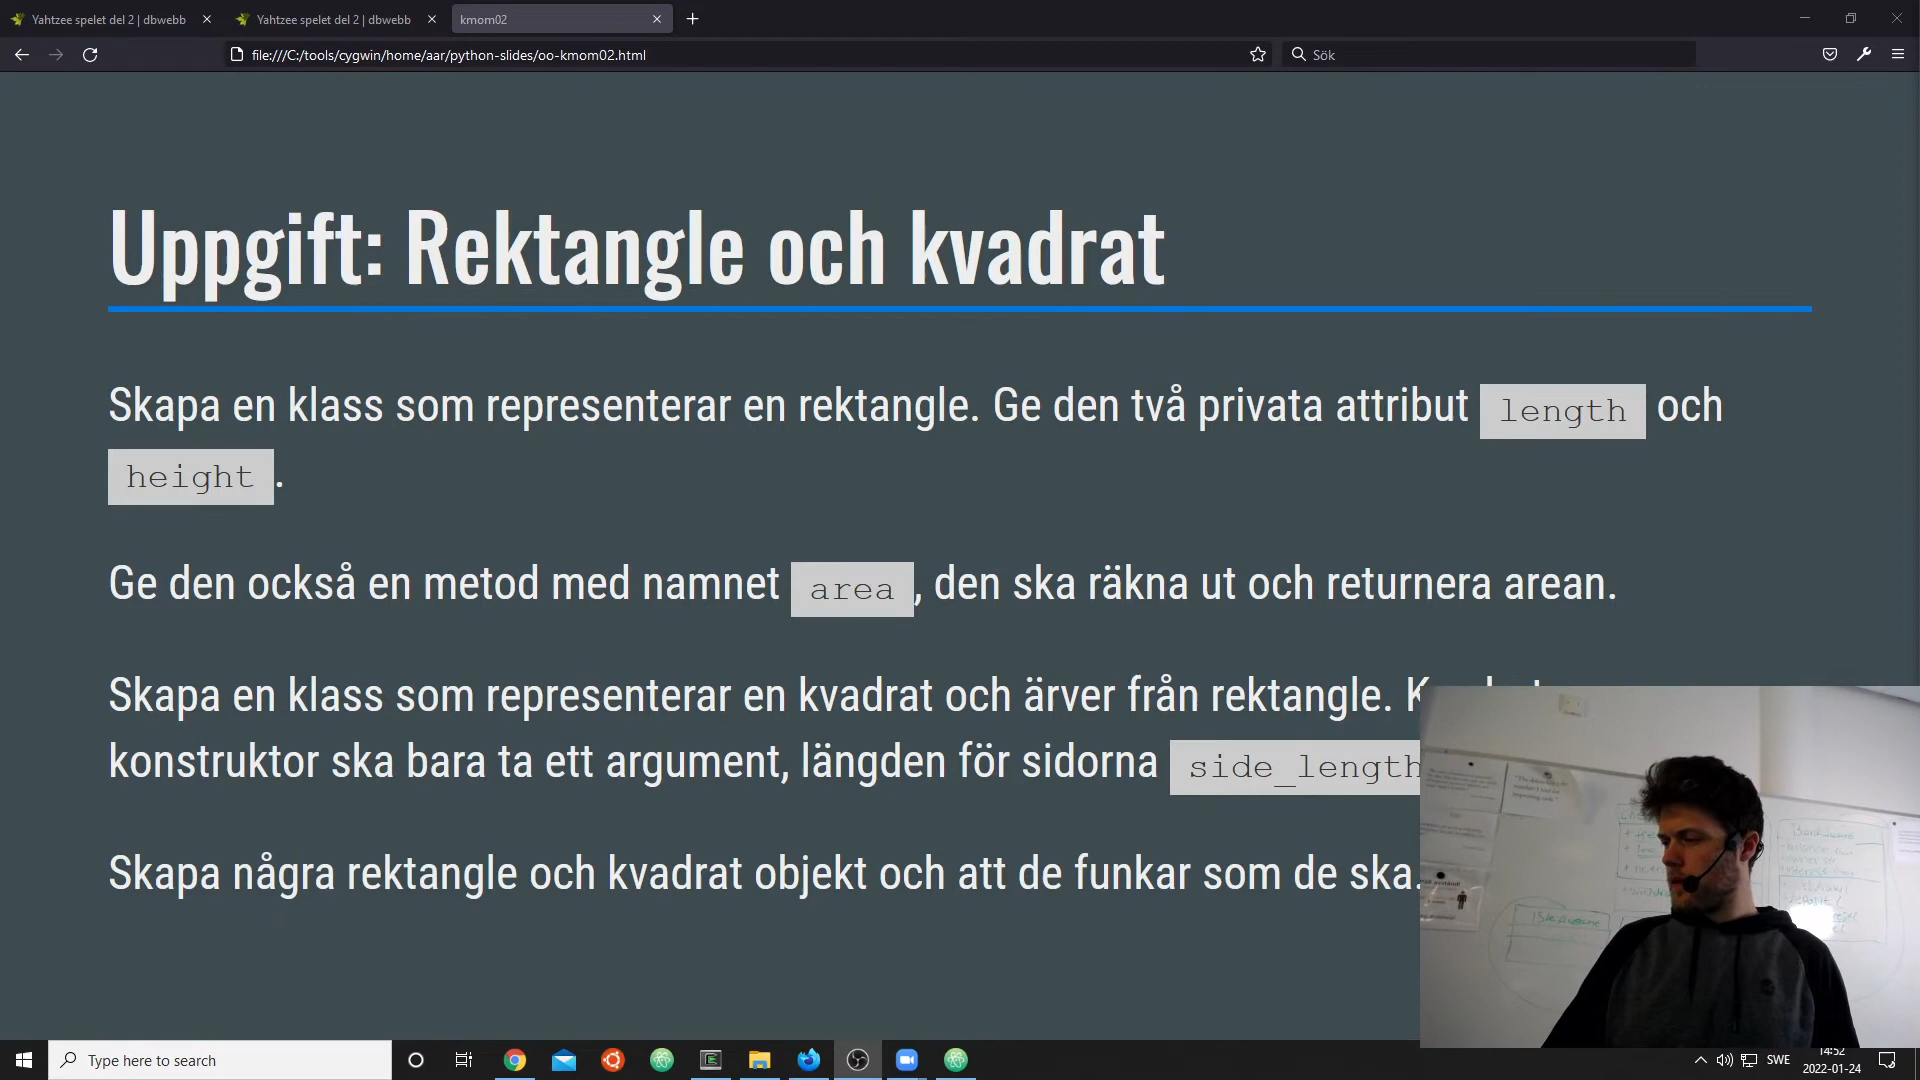 Yahtzee spelet del 2 | dbwebb
Yahtzee spelet del 2 | dbwebb
kmom02
file:///C:/tools/cygwin/home/aar/python-slides/oo-kmom02.html
Sök
Uppgift: Rektangle och kvadrat
Skapa en klass som representerar en rektangle. Ge den två privata attribut length och
height .
Ge den också en metod med namnet area , den ska räkna ut och returnera arean.
Skapa en klass som representerar en kvadrat och ärver från rektangle.
konstruktor ska bara ta ett argument, längden för sidorna side_length
Skapa några rektangle och kvadrat objekt och att de funkar som de ska.
Type here to search
SWE
14:52
2022-01-24